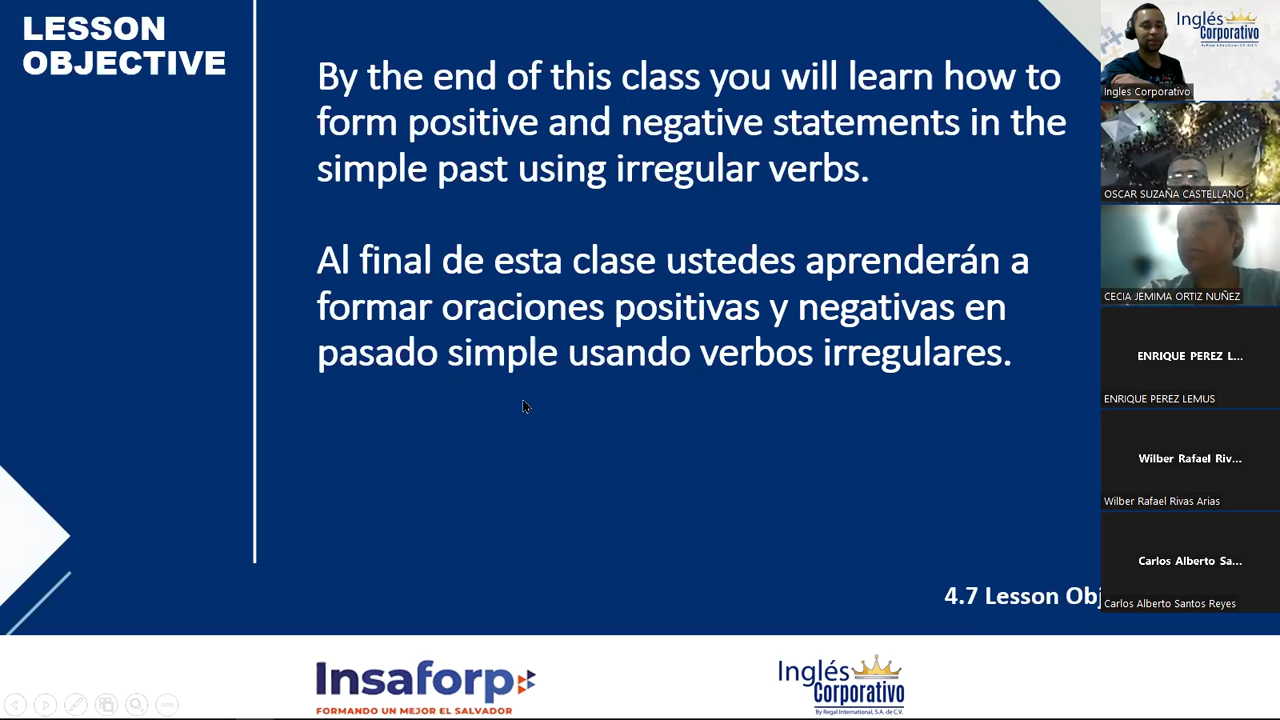 LESSON
OBJECTIVE
By the end of this class you will learn how to
form positive and negative statements in the
simple past using irregular verbs.
Al final de esta clase ustedes aprenderán a
formar oraciones positivas y negativas en
pasado simple usando verbos irregulares.
4.7 Lesson Obj
Insaforp
FORMANDO UN MEJOR EL SALVADOR
Inglés
Corporativo
By Regal International, S.A. de C.V.
Inglés
Corporativo
By Regal International, S.A. de C.V.
Ingles Corporativo
OSCAR SUZAÑA CASTELLANO
CECIA JEMIMA ORTIZ NUÑEZ
ENRIQUE PEREZ L...
ENRIQUE PEREZ LEMUS
Wilber Rafael Riv...
Wilber Rafael Rivas Arias
Carlos Alberto Sa...
Carlos Alberto Santos Reyes